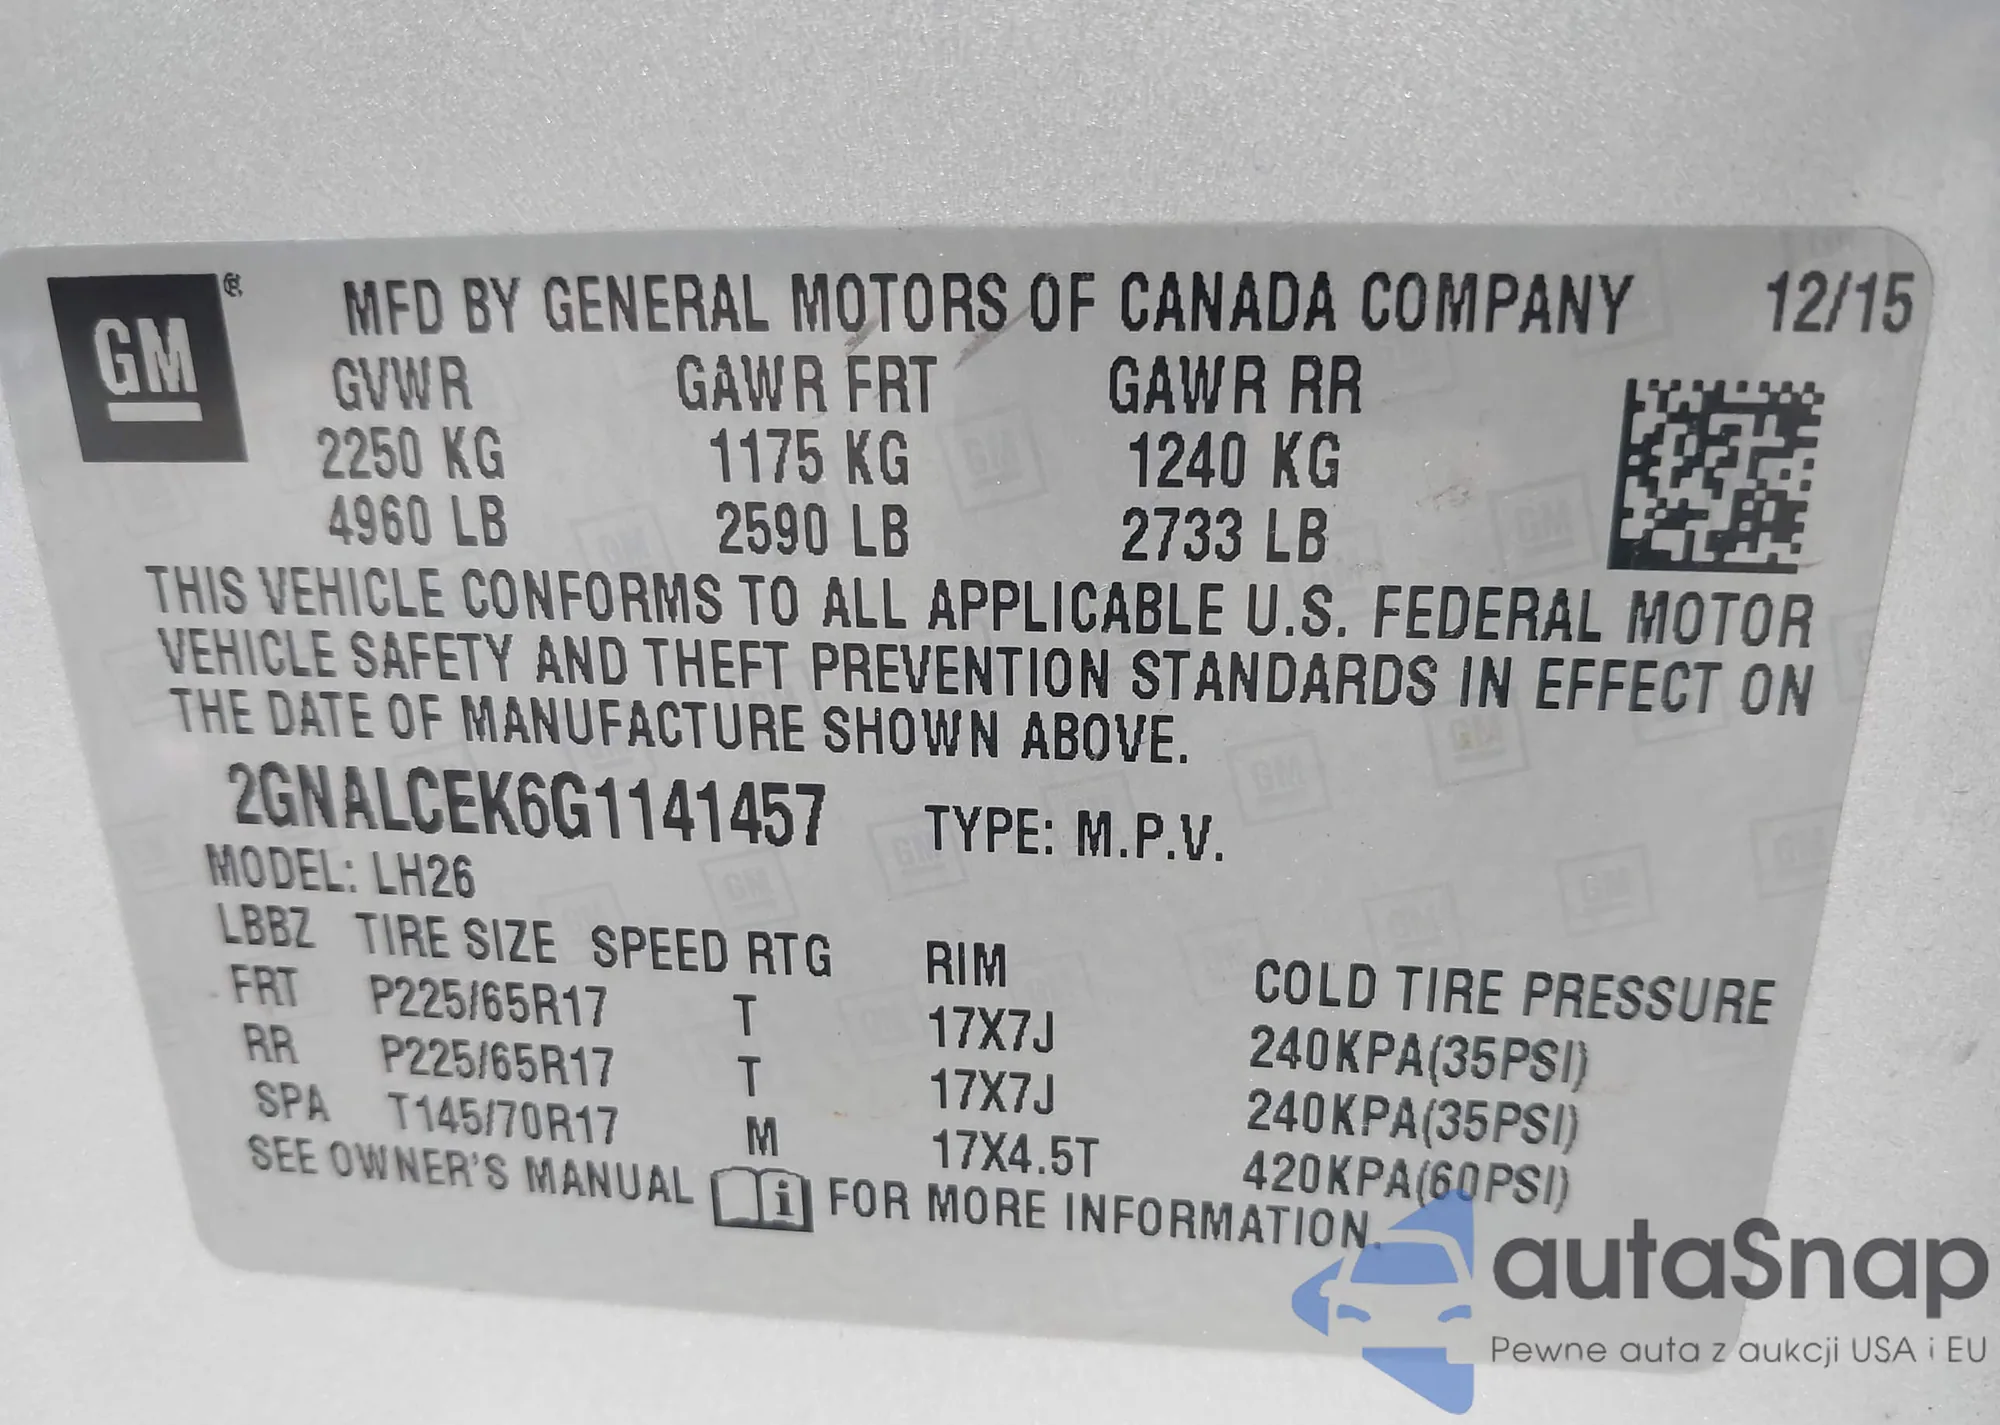 GM ® MFD BY GENERAL MOTORS OF CANADA COMPANY 12/15
GVWR GAWR FRT GAWR RR
2250 KG 1175 KG 1240 KG
4960 LB 2590 LB 2733 LB
THIS VEHICLE CONFORMS TO ALL APPLICABLE U.S. FEDERAL MOTOR
VEHICLE SAFETY AND THEFT PREVENTION STANDARDS IN EFFECT ON
THE DATE OF MANUFACTURE SHOWN ABOVE.
2GNALCEK6G1141457 TYPE: M.P.V.
MODEL: LH26
LBBZ TIRE SIZE SPEED RTG RIM COLD TIRE PRESSURE
FRT P225/65R17 T 17X7J 240KPA(35PSI)
RR P225/65R17 T 17X7J 240KPA(35PSI)
SPA T145/70R17 M 17X4.5T 420KPA(60PSI)
SEE OWNER'S MANUAL i FOR MORE INFORMATION.
autaSnap
Pewne auta z aukcji USA i EU